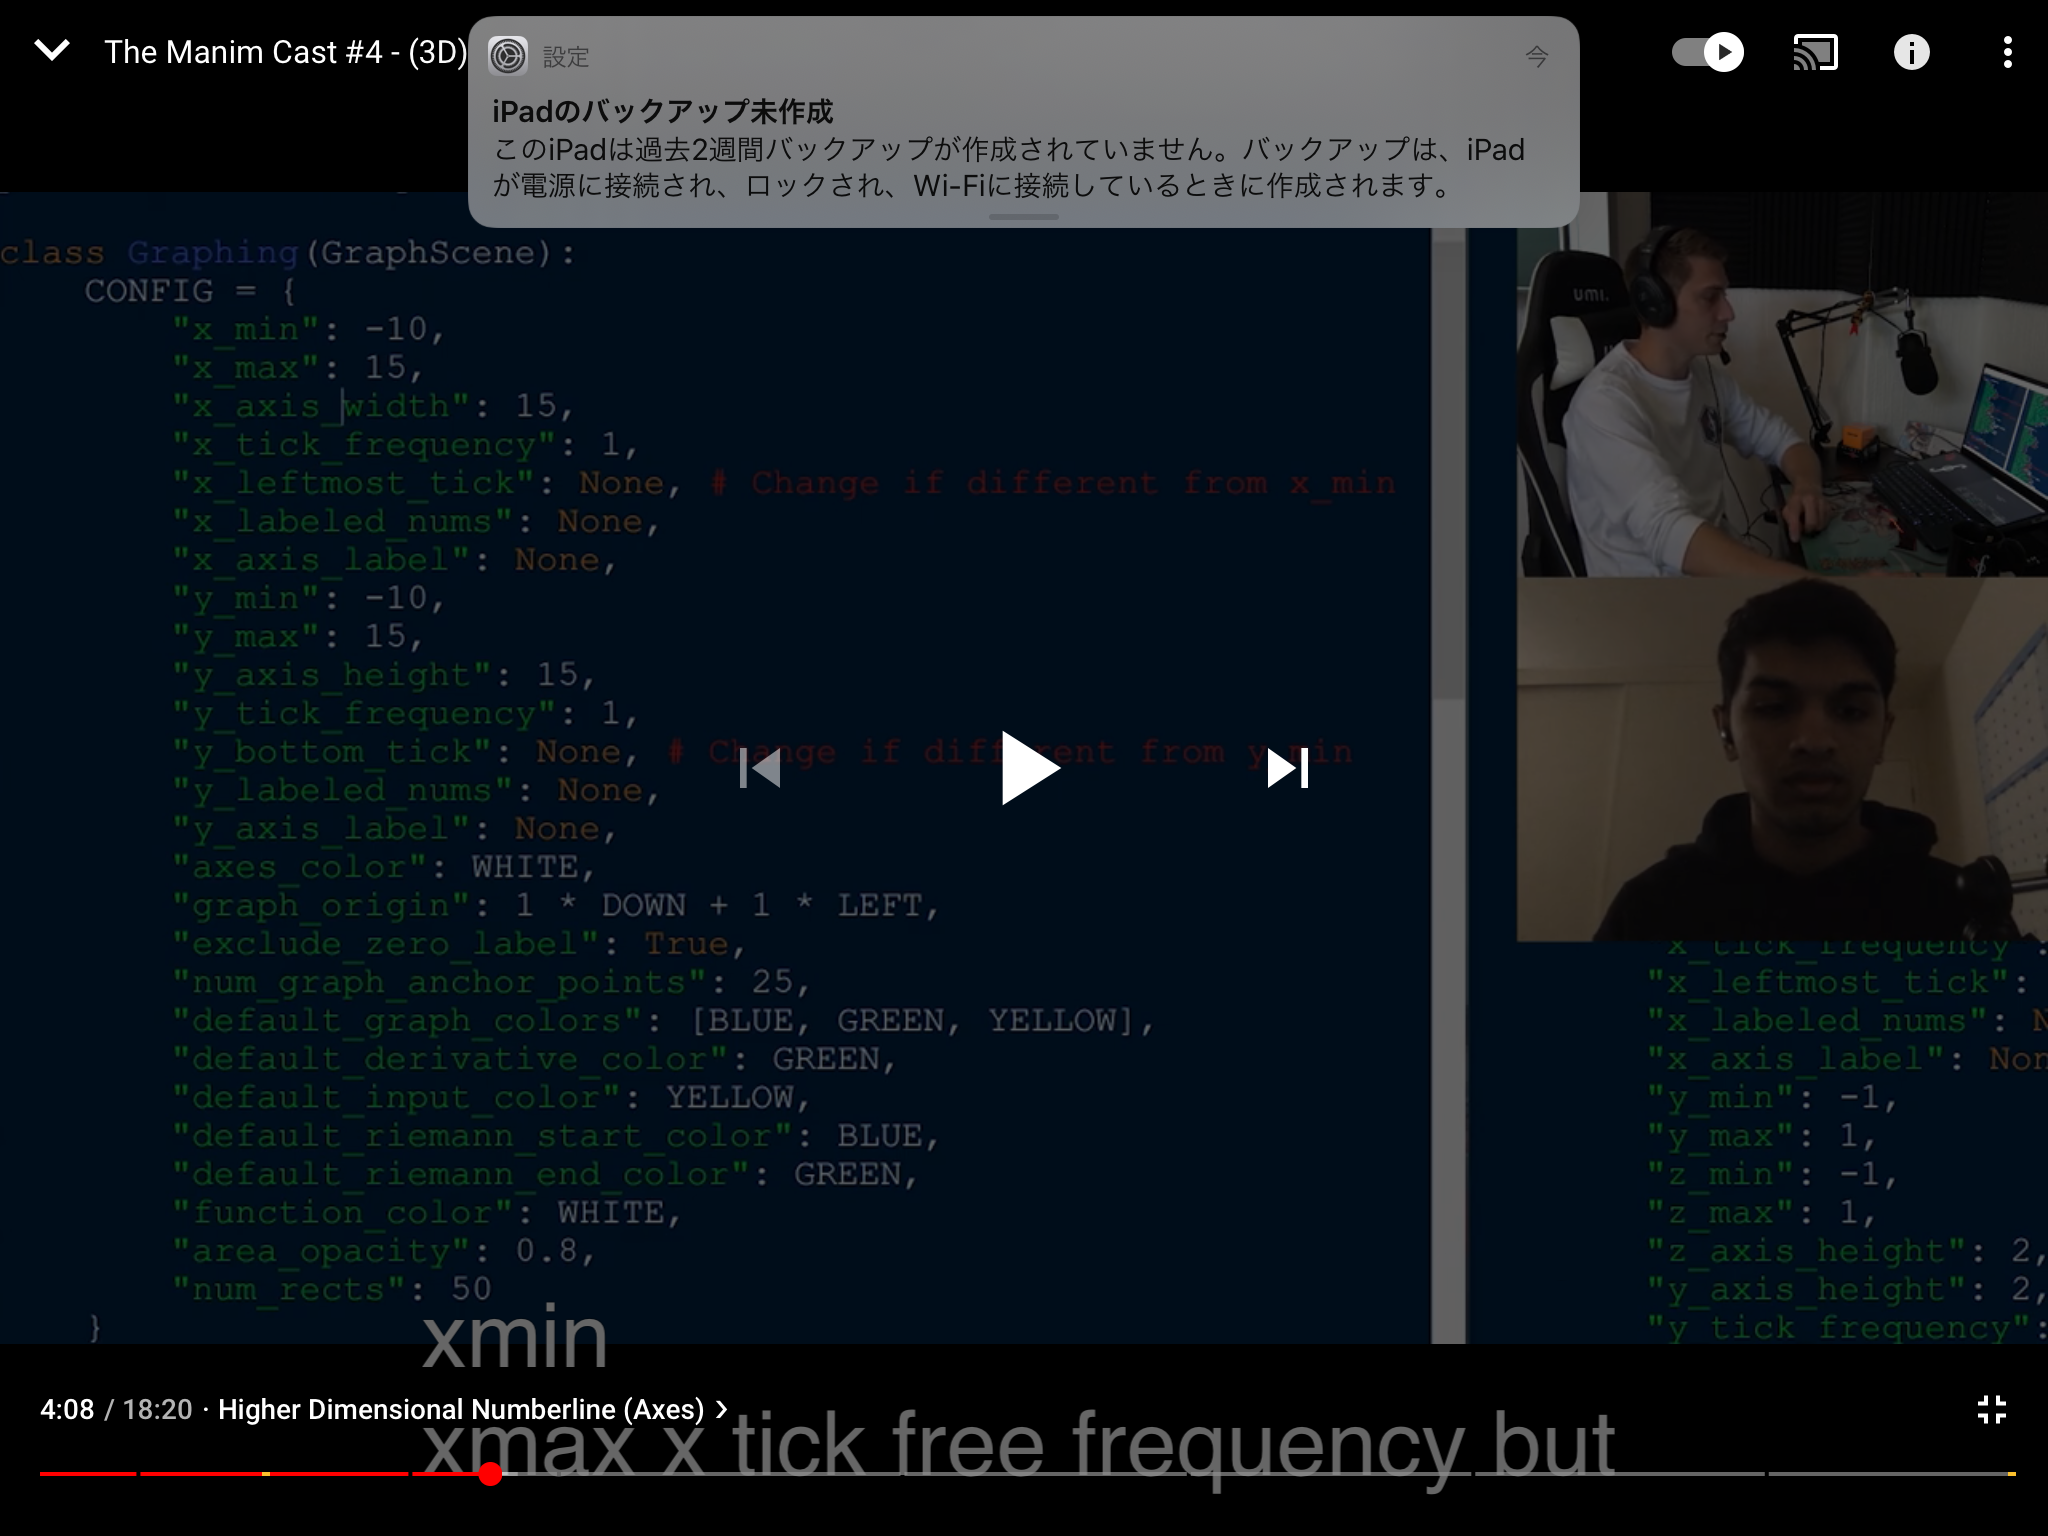 The Manim Cast #4 - (3D)
設定
今
iPadのバックアップ未作成
このiPadは過去2週間バックアップが作成されていません。バックアップは、iPad
が電源に接続され、ロックされ、Wi-Fiに接続しているときに作成されます。
class Graphing(GraphScene):
CONFIG = {
"x_min": -10,
"x_max": 15,
"x_axis_width": 15,
"x_tick_frequency": 1,
"x_leftmost_tick": None, # Change if different from x_min
"x_labeled_nums": None,
"x_axis_label": None,
"y_min": -10,
"y_max": 15,
"y_axis_height": 15,
"y_tick_frequency": 1,
"y_bottom_tick": None, # Change if different from y_min
"y_labeled_nums": None,
"y_axis_label": None,
"axes_color": WHITE,
"graph_origin": 1 * DOWN + 1 * LEFT,
"exclude_zero_label": True,
"num_graph_anchor_points": 25,
"default_graph_colors": [BLUE, GREEN, YELLOW],
"default_derivative_color": GREEN,
"default_input_color": YELLOW,
"default_riemann_start_color": BLUE,
"default_riemann_end_color": GREEN,
"function_color": WHITE,
"area_opacity": 0.8,
"num_rects": 50
}
umi.
x_tick_frequency":
"x_leftmost_tick":
"x_labeled_nums": N
"x_axis_label": Non
"y_min": -1,
"y_max": 1,
"z_min": -1,
"z_max": 1,
"z_axis_height": 2,
"y_axis_height": 2,
"y_tick_frequency":
xmin
4:08 / 18:20 · Higher Dimensional Numberline (Axes)
xmax x tick free frequency but